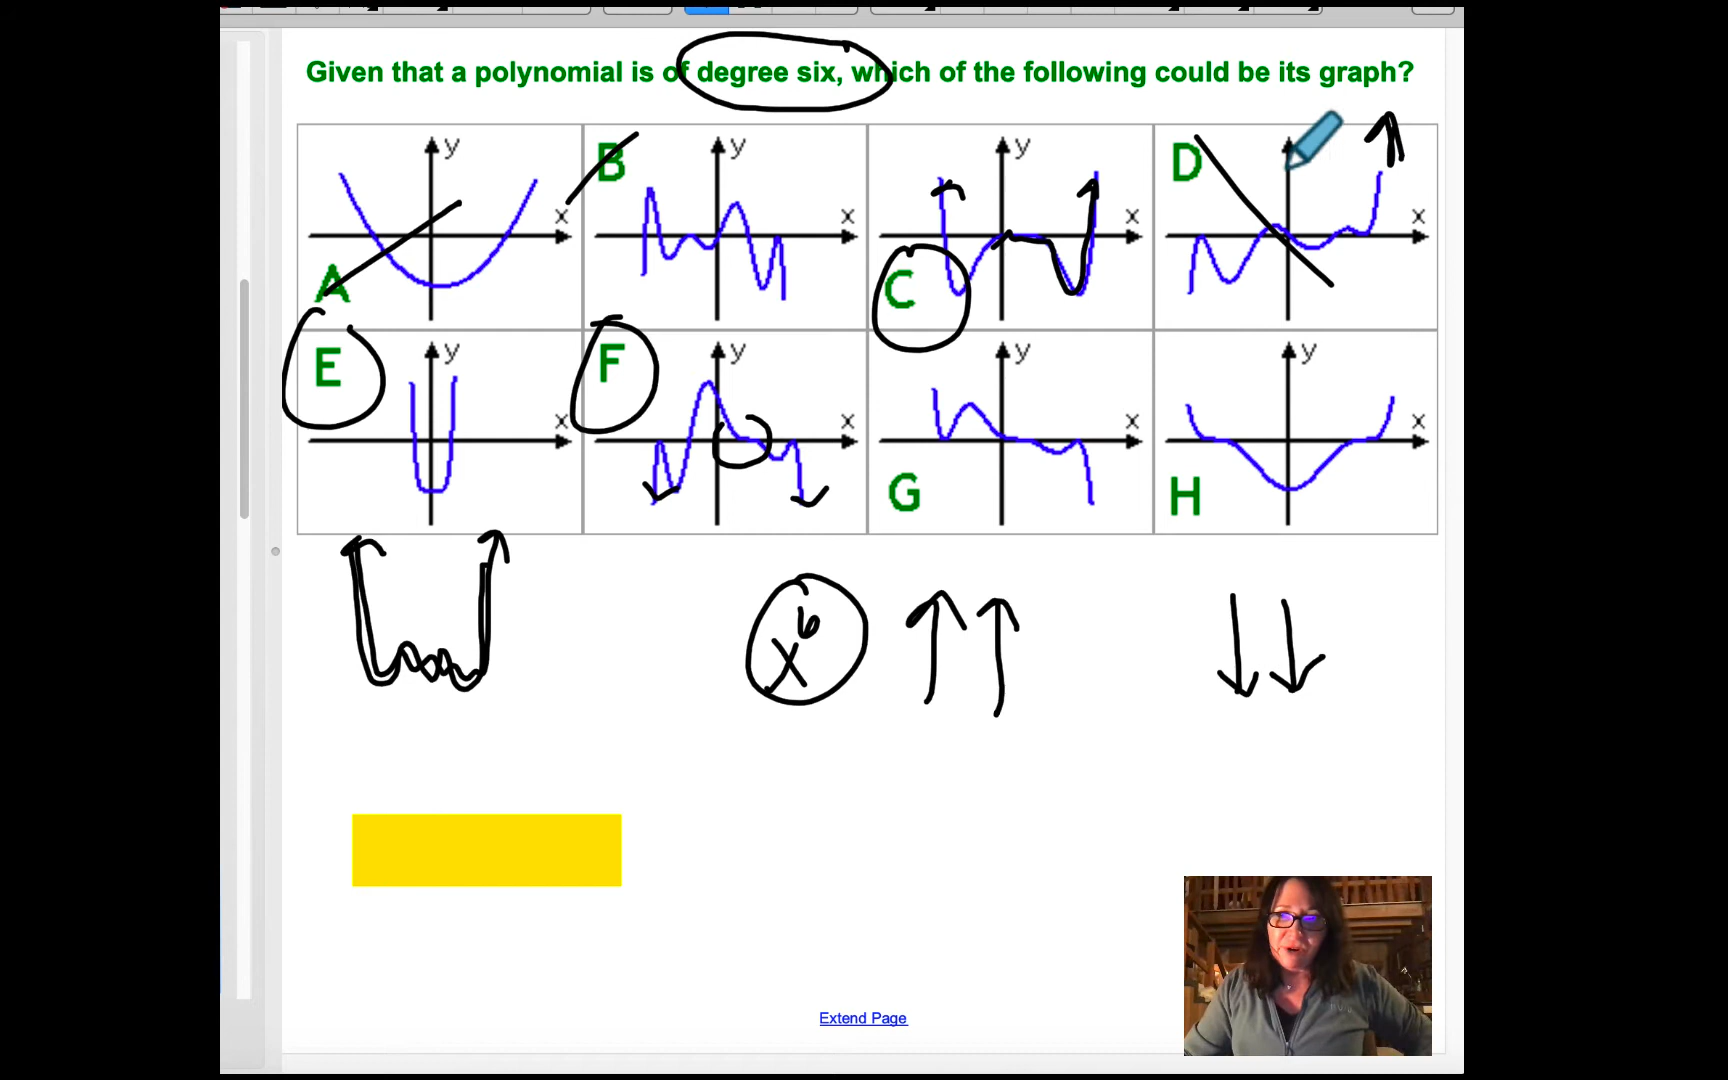 Given that a polynomial is of degree six, which of the following could be its graph?
y
x
A
B
y
x
y
x
C
D
x
E
y
x
F
y
x
y
x
G
y
x
H
x⁶
Extend Page